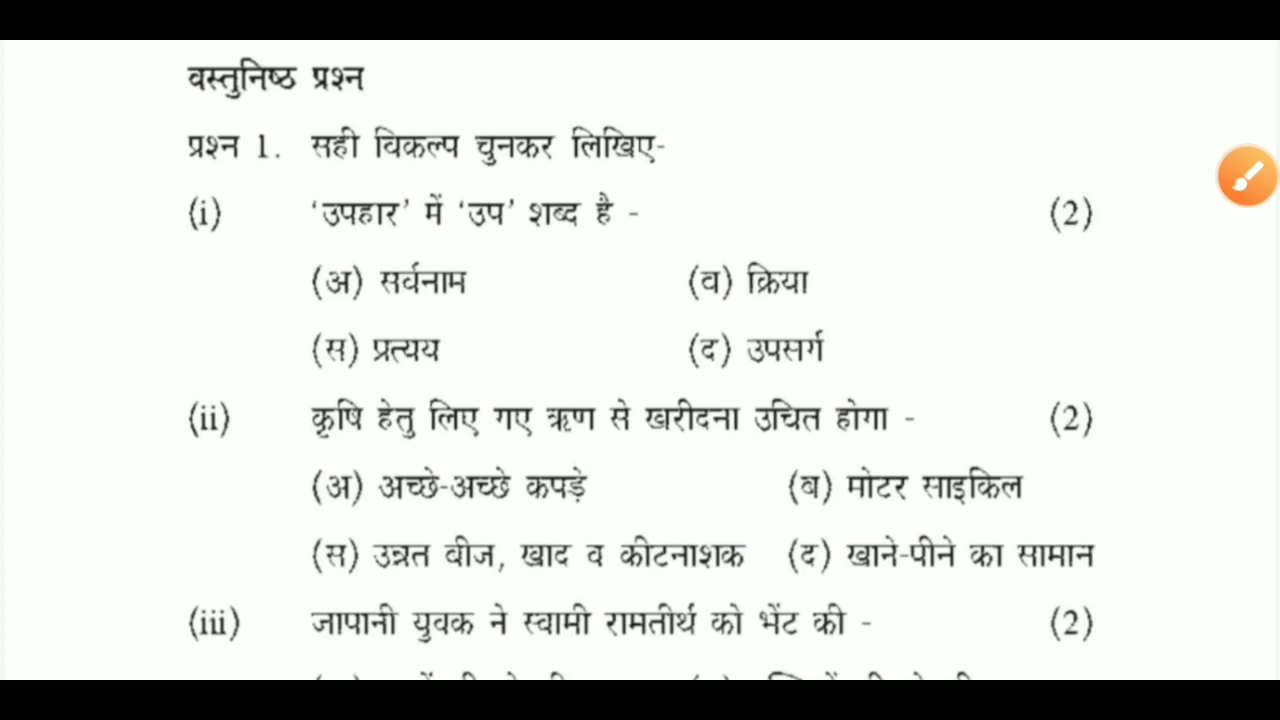 वस्तुनिष्ठ प्रश्न
प्रश्न 1. सही विकल्प चुनकर लिखिए-
(i) 'उपहार' में 'उप' शब्द है - (2)
(अ) सर्वनाम (व) क्रिया
(स) प्रत्यय (द) उपसर्ग
(ii) कृषि हेतु लिए गए ऋण से खरीदना उचित होगा - (2)
(अ) अच्छे-अच्छे कपड़े (ब) मोटर साइकिल
(स) उन्नत बीज, खाद व कीटनाशक (द) खाने-पीने का सामान
(iii) जापानी युवक ने स्वामी रामतीर्थ को भेंट की - (2)